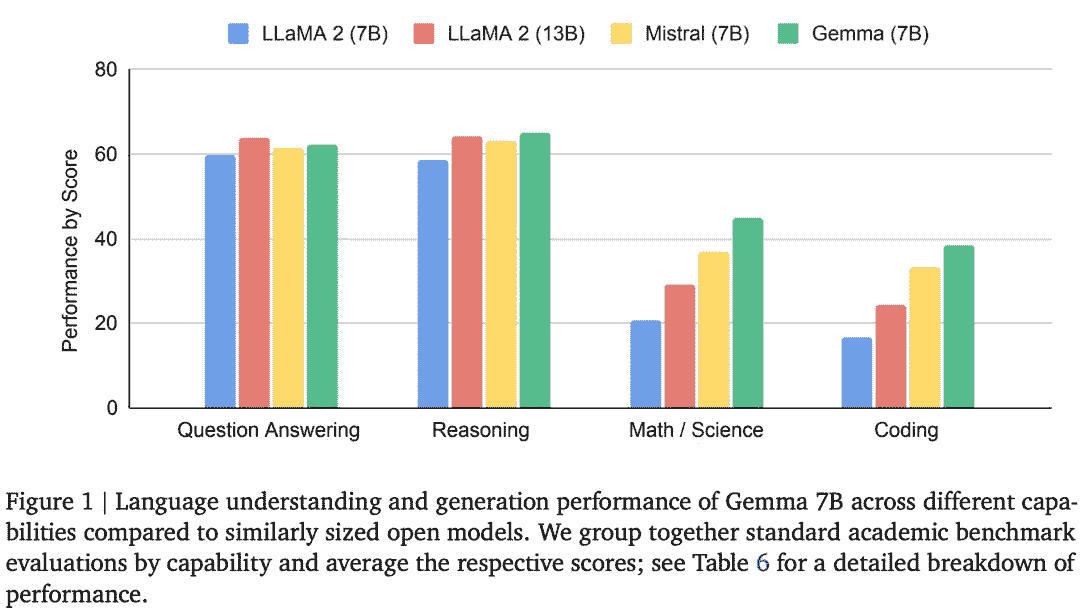 LLaMA 2 (7B) LLaMA 2 (13B) Mistral (7B) Gemma (7B)
Performance by Score
80
60
40
20
0
Question Answering Reasoning Math / Science Coding
Figure 1 | Language understanding and generation performance of Gemma 7B across different capa-
bilities compared to similarly sized open models. We group together standard academic benchmark
evaluations by capability and average the respective scores; see Table 6 for a detailed breakdown of
performance.